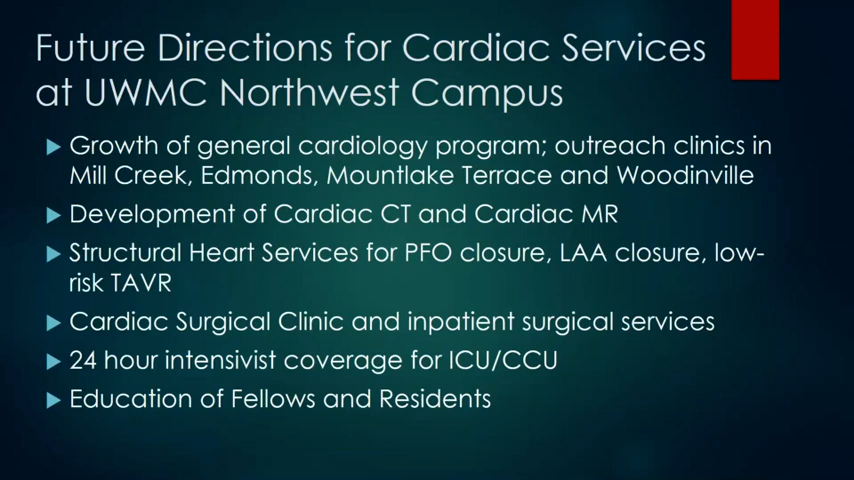 Future Directions for Cardiac Services
at UWMC Northwest Campus
Growth of general cardiology program; outreach clinics in
Mill Creek, Edmonds, Mountlake Terrace and Woodinville
Development of Cardiac CT and Cardiac MR
Structural Heart Services for PFO closure, LAA closure, low-
risk TAVR
Cardiac Surgical Clinic and inpatient surgical services
24 hour intensivist coverage for ICU/CCU
Education of Fellows and Residents